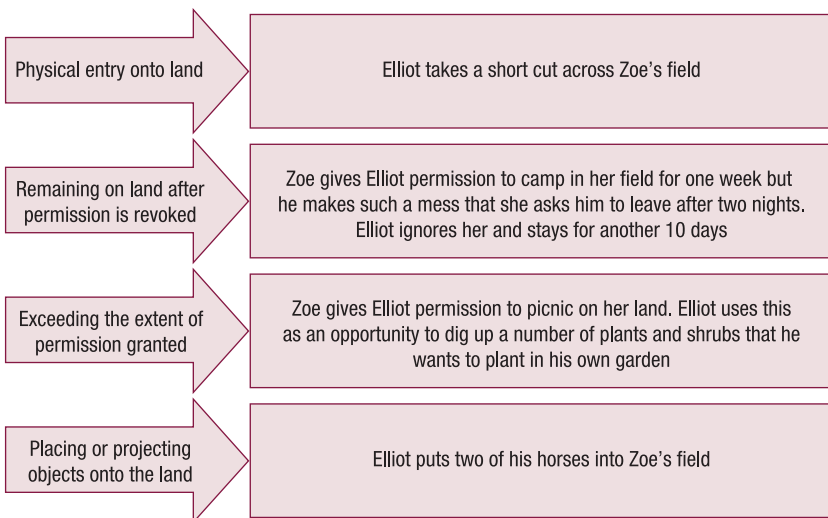 Physical entry onto land
Elliot takes a short cut across Zoe's field
Remaining on land after
permission is revoked
Zoe gives Elliot permission to camp in her field for one week but
he makes such a mess that she asks him to leave after two nights.
Elliot ignores her and stays for another 10 days
Exceeding the extent of
permission granted
Zoe gives Elliot permission to picnic on her land. Elliot uses this
as an opportunity to dig up a number of plants and shrubs that he
wants to plant in his own garden
Placing or projecting
objects onto the land
Elliot puts two of his horses into Zoe's field